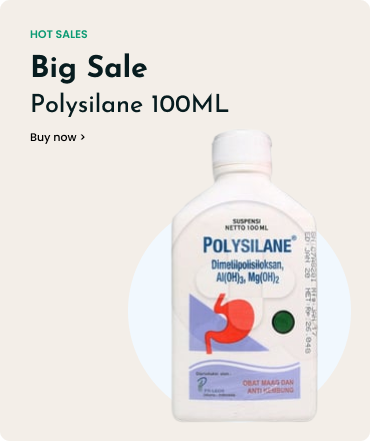 HOT SALES
Big Sale
Polysilane 100ML
Buy now >
SUSPENSI
NETTO 100 ML
POLYSILANE®
Dimetilpolisiloksan,
Al(OH)3, Mg(OH)2
OBAT MAAG DAN
ANTI KEMBUNG